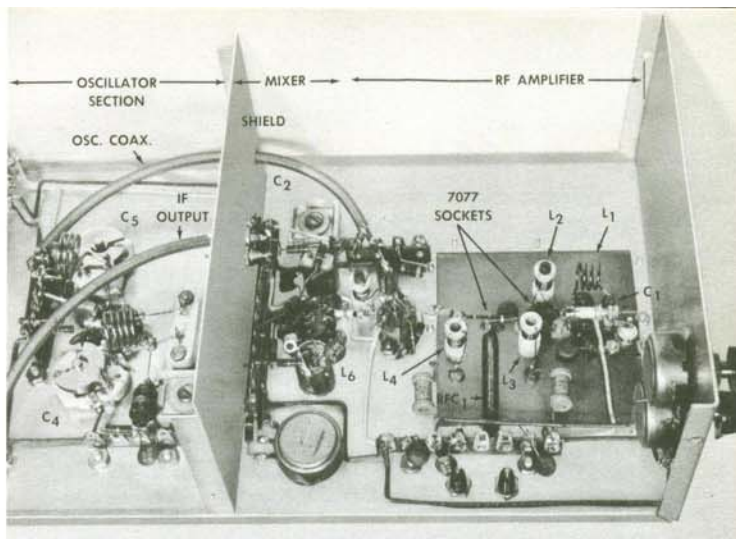 OSCILLATOR
SECTION
MIXER
RF AMPLIFIER
SHIELD
OSC. COAX.
C2
IF
OUTPUT
C5
7077
SOCKETS
L2
L1
C1
L6
L4
L3
RFC1
C4